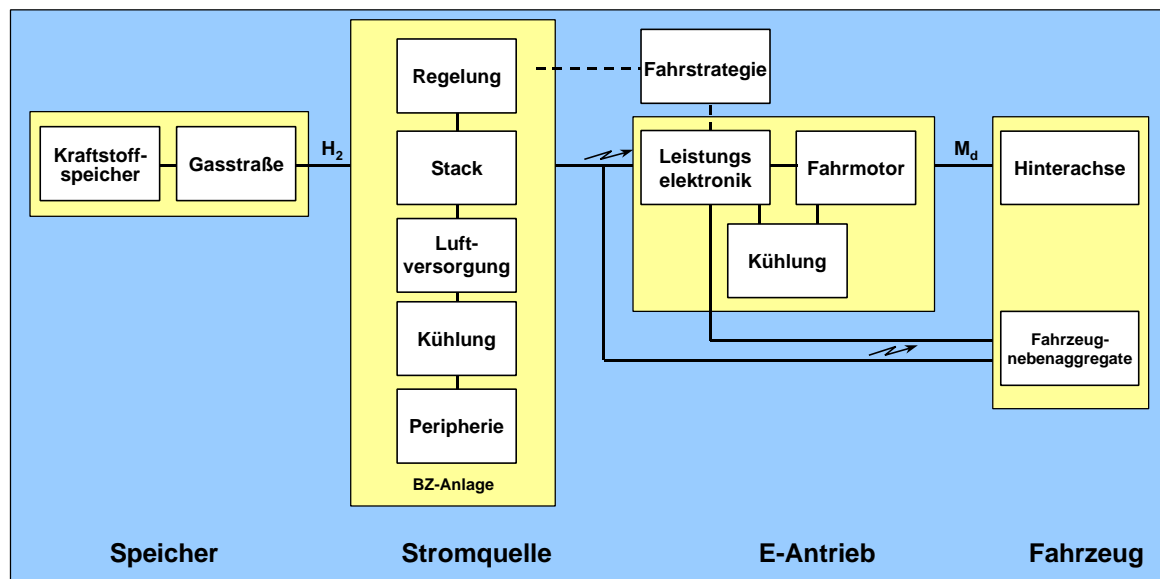 Regelung
Fahrstrategie
Kraftstoff-
speicher
Gasstraße
H2
Stack
Leistungs
elektronik
Fahrmotor
Md
Hinterachse
Luft-
versorgung
Kühlung
Kühlung
Fahrzeug-
nebenaggregate
Peripherie
BZ-Anlage
Speicher
Stromquelle
E-Antrieb
Fahrzeug